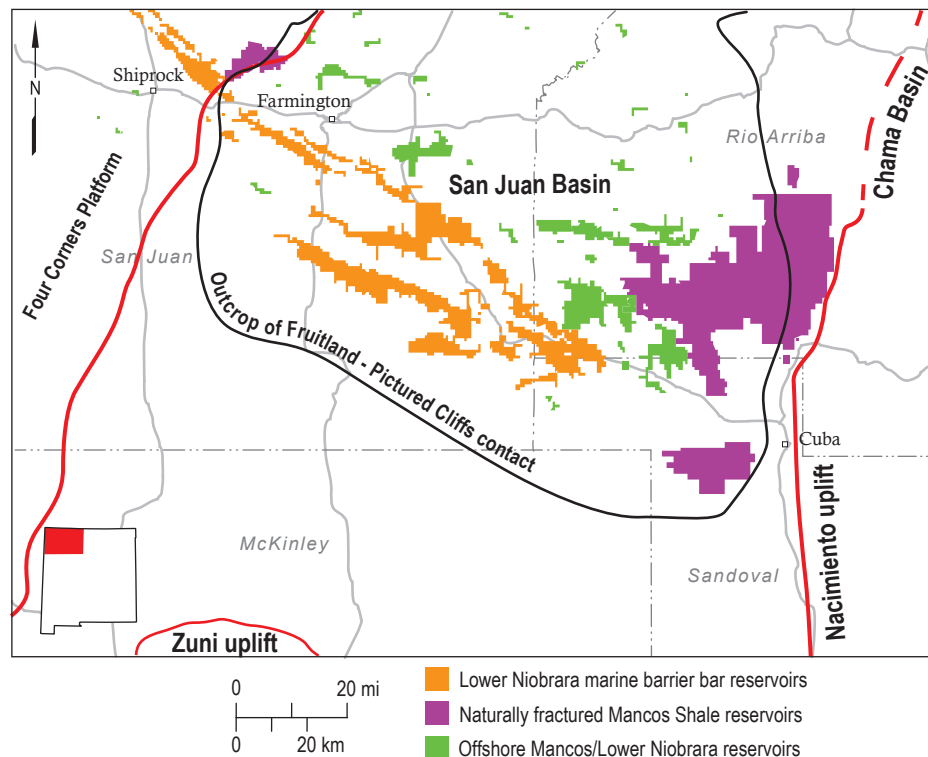 N
Shiprock
Farmington
Rio Arriba
Chama Basin
San Juan Basin
Four Corners Platform
San Juan
Outcrop of Fruitland - Pictured Cliffs contact
Cuba
McKinley
Sandoval
Nacimiento uplift
Zuni uplift
0 20 mi
0 20 km
Lower Niobrara marine barrier bar reservoirs
Naturally fractured Mancos Shale reservoirs
Offshore Mancos/Lower Niobrara reservoirs